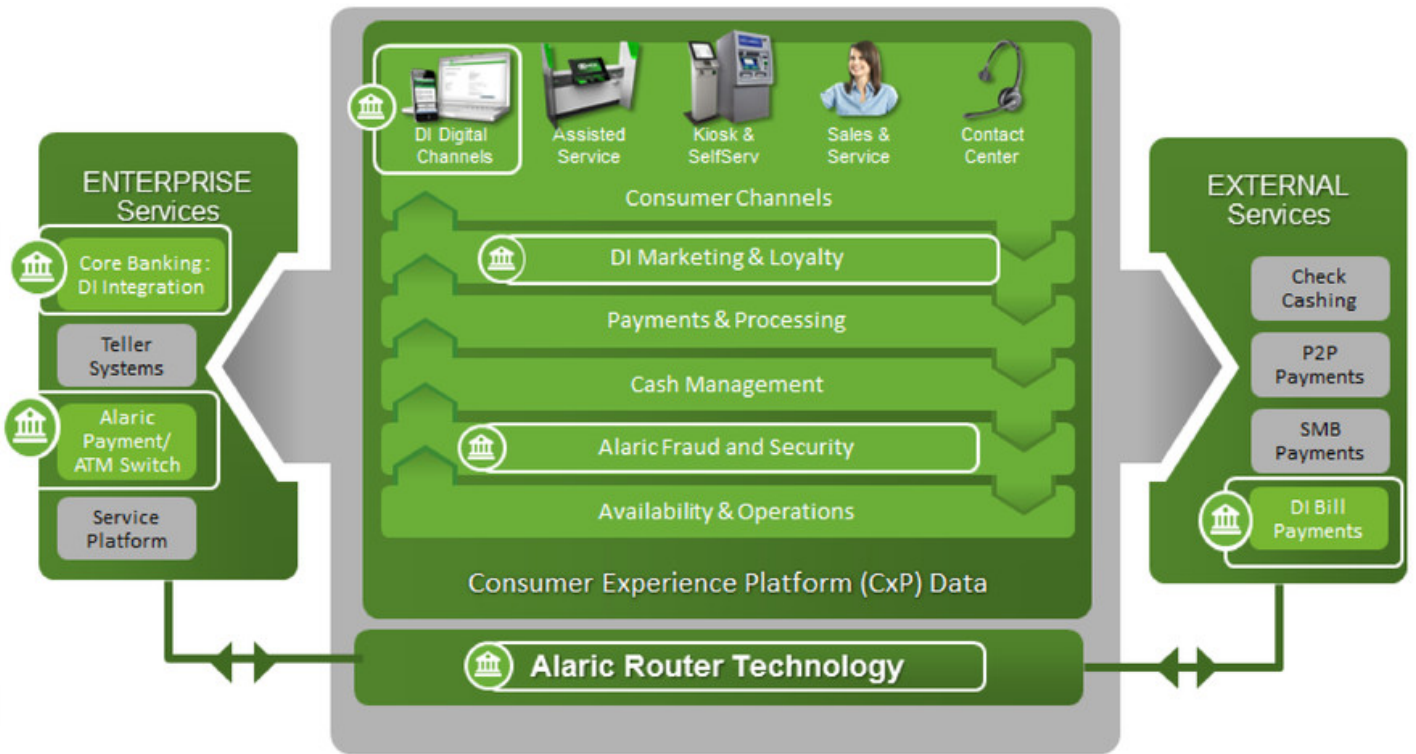 DI Digital
Channels
Assisted
Service
Kiosk &
SelfServ
Sales &
Service
Contact
Center
ENTERPRISE
Services
Core Banking:
DI Integration
Teller
Systems
Alaric
Payment/
ATM Switch
Service
Platform
Consumer Channels
DI Marketing & Loyalty
Payments & Processing
Cash Management
Alaric Fraud and Security
Availability & Operations
Consumer Experience Platform (CxP) Data
Alaric Router Technology
EXTERNAL
Services
Check
Cashing
P2P
Payments
SMB
Payments
DI Bill
Payments